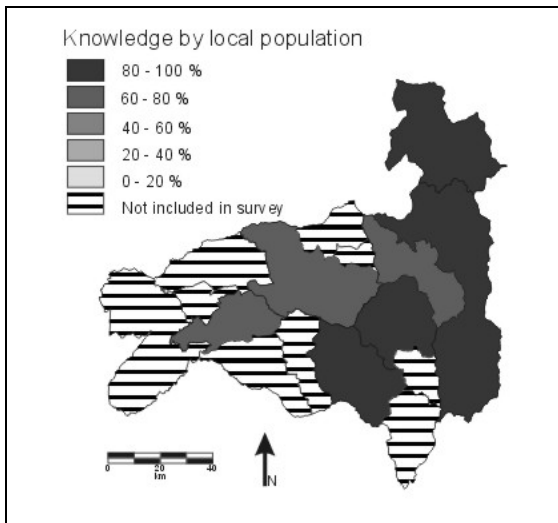 Knowledge by local population
80 - 100 %
60 - 80 %
40 - 60 %
20 - 40 %
0 - 20 %
Not included in survey
0 20 40
km
N